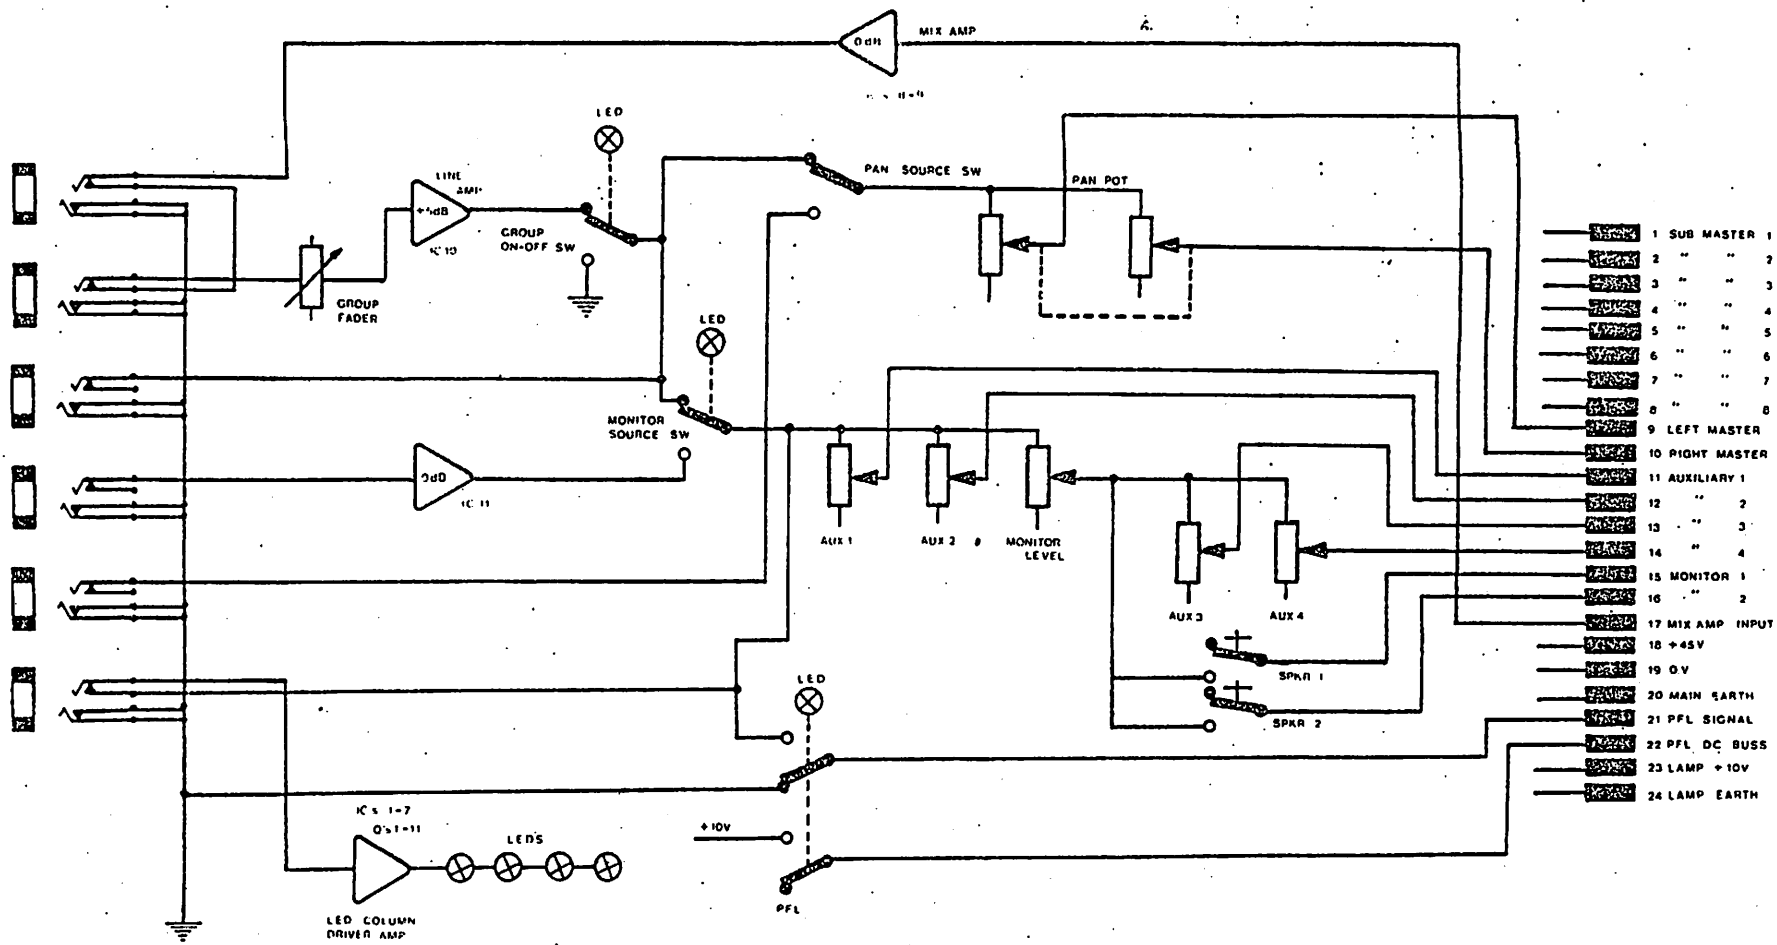 MIX AMP
0dB
LED
LINE
AMP
+4dB
IC 10
GROUP
ON-OFF SW
PAN SOURCE SW
PAN POT
GROUP
FADER
LED
MONITOR
SOURCE SW
0dB
IC 11
AUX 1
AUX 2
MONITOR
LEVEL
AUX 3
AUX 4
SPKR 1
SPKR 2
LED
+10V
PFL
ICs 1-7
Q's 1-11
LEDS
LED COLUMN
DRIVER AMP
1 SUB MASTER 1
2 " " 2
3 " " 3
4 " " 4
5 " " 5
6 " " 6
7 " " 7
8 " " 8
9 LEFT MASTER
10 RIGHT MASTER
11 AUXILIARY 1
12 " 2
13 " 3
14 " 4
15 MONITOR 1
16 " 2
17 MIX AMP INPUT
18 +45V
19 0V
20 MAIN EARTH
21 PFL SIGNAL
22 PFL DC BUSS
23 LAMP +10V
24 LAMP EARTH